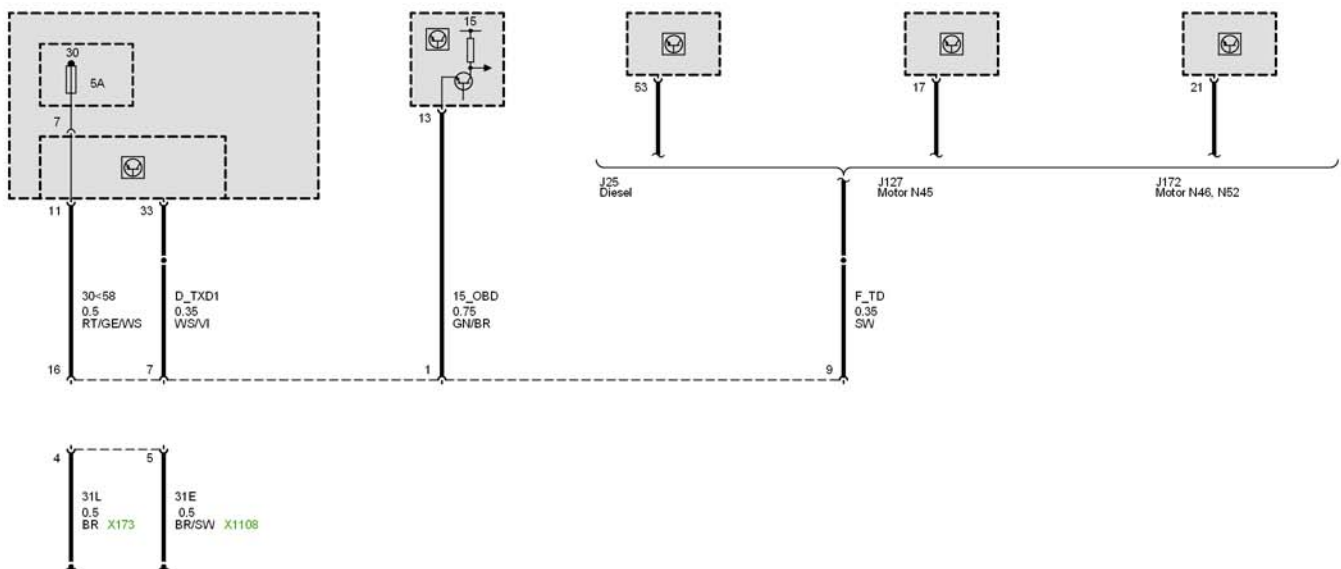 30
5A
7
11
33
15
13
53
17
21
J25
Diesel
J127
Motor N45
J172
Motor N46, N52
30<58
0.5
RT/GE/WS
D_TXD1
0.35
WS/VI
15_OBD
0.75
GN/BR
F_TD
0.35
SW
16
7
1
9
4
5
31L
0.5
BR X173
31E
0.5
BR/SW X1108